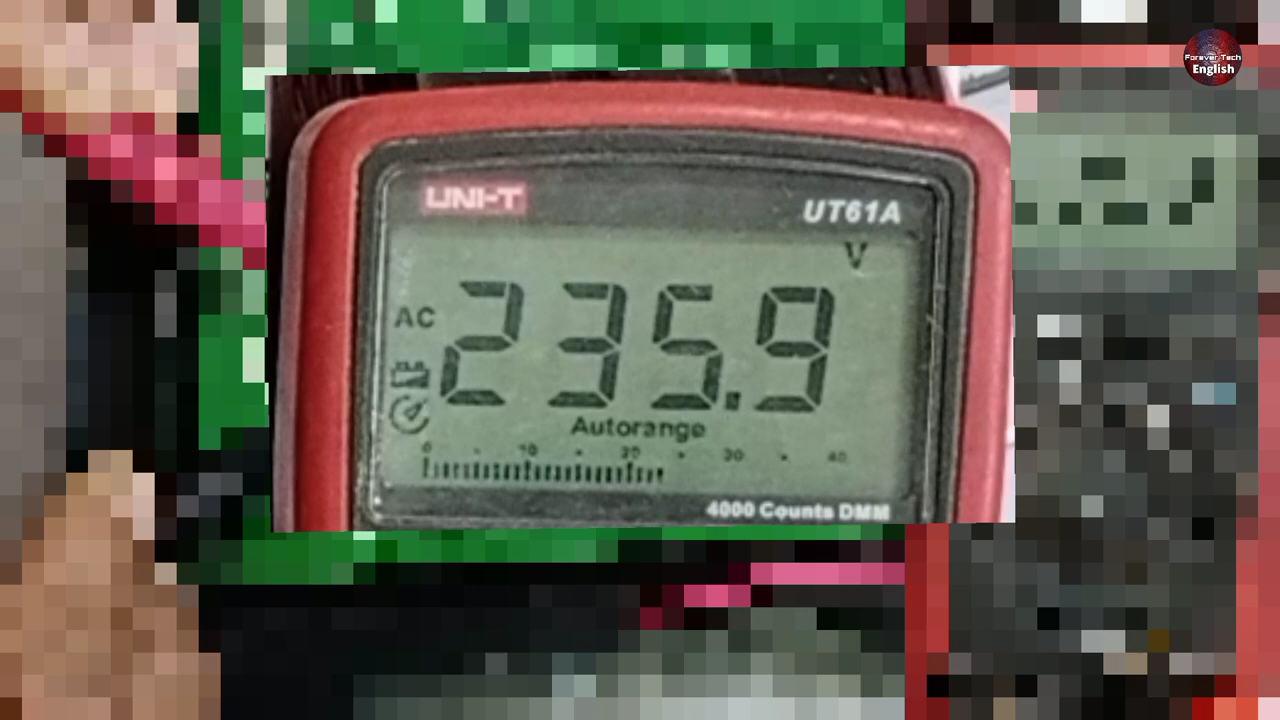 Forever Tech
English
UNI-T
UT61A
V
AC
235.9
Autorange
0 10 20 30 40
4000 Counts DMM